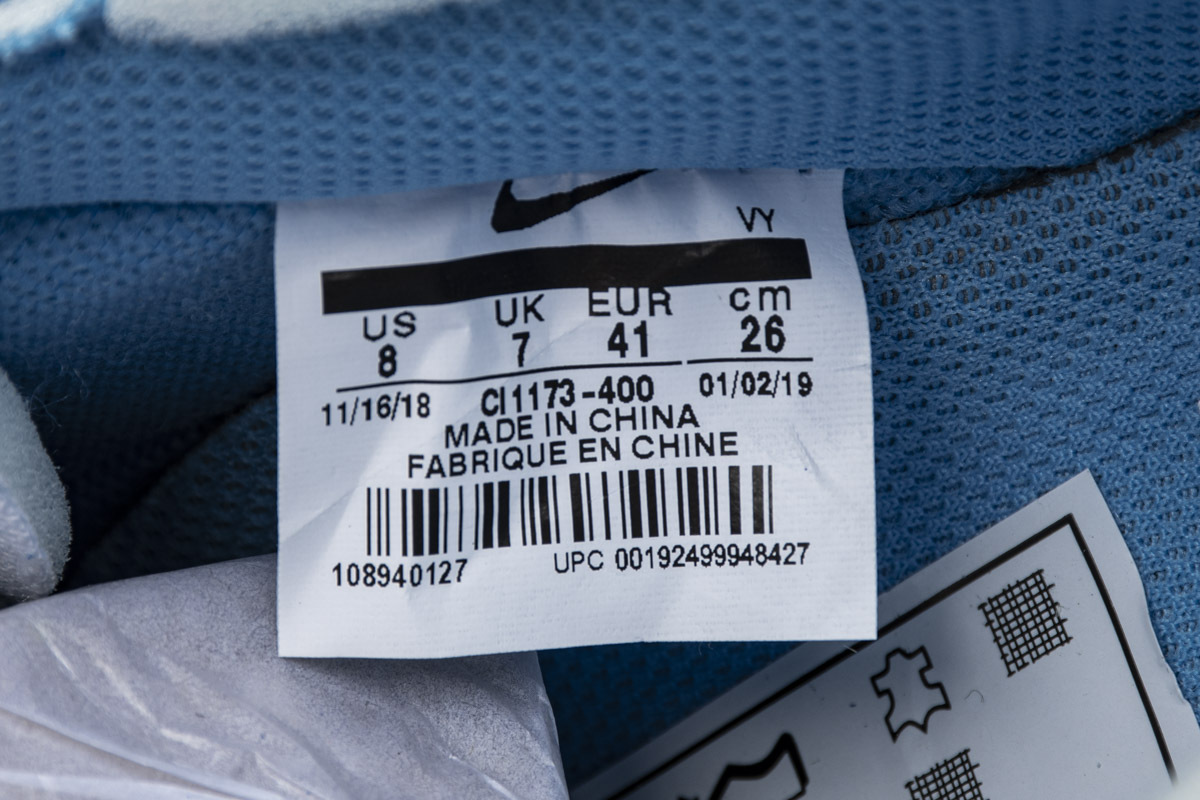 VY
US UK EUR cm
8 7 41 26
11/16/18 CI1173-400 01/02/19
MADE IN CHINA
FABRIQUE EN CHINE
108940127 UPC 00192499948427